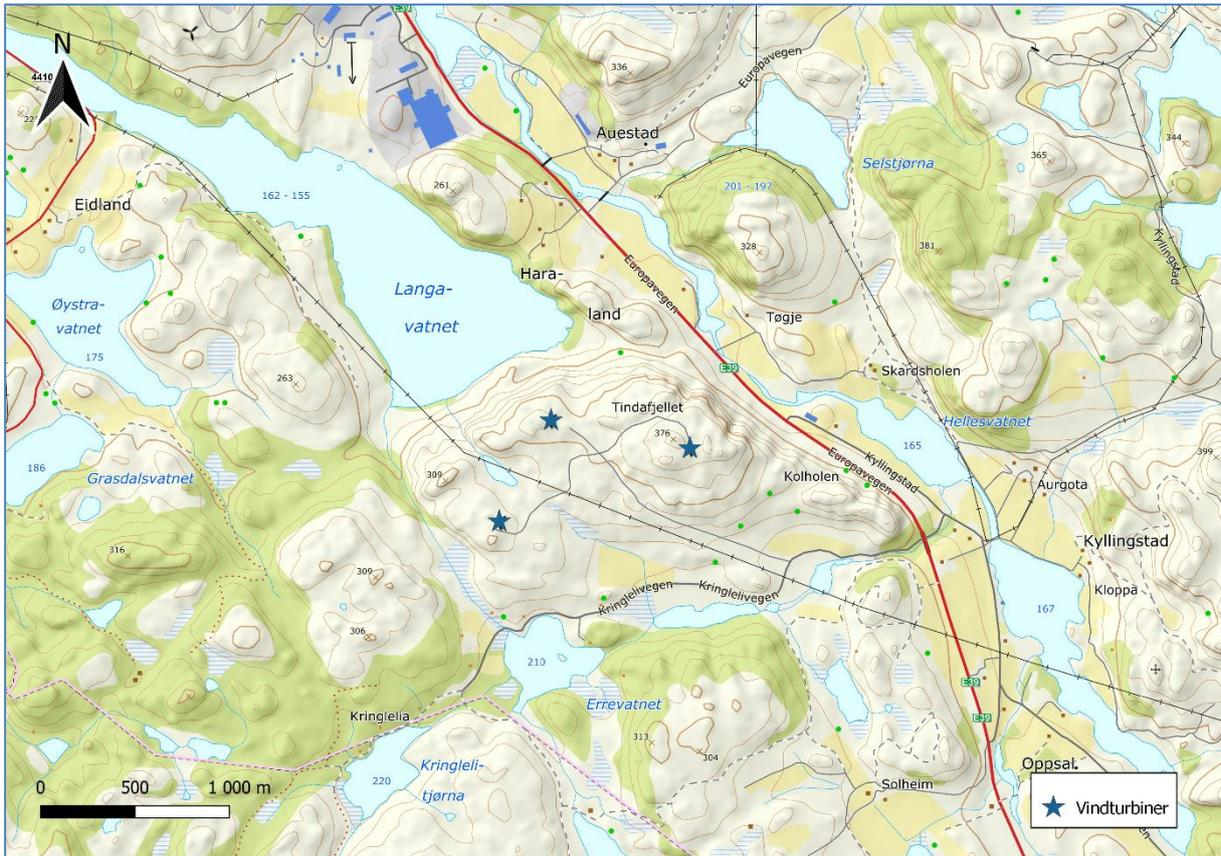 E39
N
4410
336
Europavegen
Auestad
Selstjørna
344
365
261
201 - 197
162 - 155
Eidland
328
381
Kyllingstad
Hara-
land
Europavegen
Langa-
vatnet
Øystra-
vatnet
175
Tøgje
E39
Skardsholen
263
Tindafjellet
376
Hellesvatnet
165
Kyllingstad
Europavegen
399
186
Grasdalsvatnet
309
Kolholen
Aurgota
Kyllingstad
316
309
Kringlelivegen
Kringlelivegen
Kloppa
167
306
210
E39
Errevatnet
Kringlelia
E39
313
304
Kringleli-
tjørna
220
Oppsal
Solheim
0 500 1 000 m
Vindturbiner